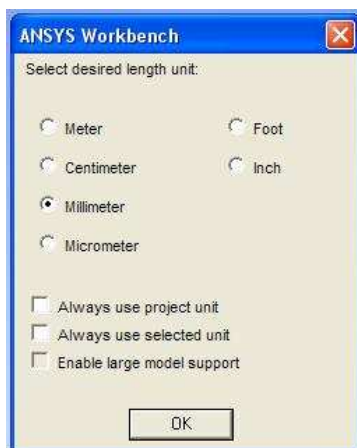 ANSYS Workbench
Select desired length unit:
Meter
Foot
Centimeter
Inch
Millimeter
Micrometer
Always use project unit
Always use selected unit
Enable large model support
OK